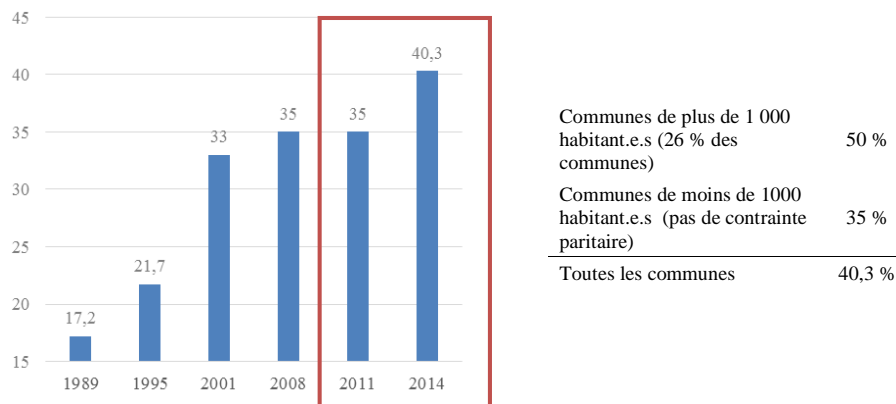 45
40
35
30
25
20
15
17,2
21,7
33
35
35
40,3
1989 1995 2001 2008 2011 2014
Communes de plus de 1 000
habitant.e.s (26 % des
communes)
50 %
Communes de moins de 1000
habitant.e.s (pas de contrainte
paritaire)
35 %
Toutes les communes 40,3 %